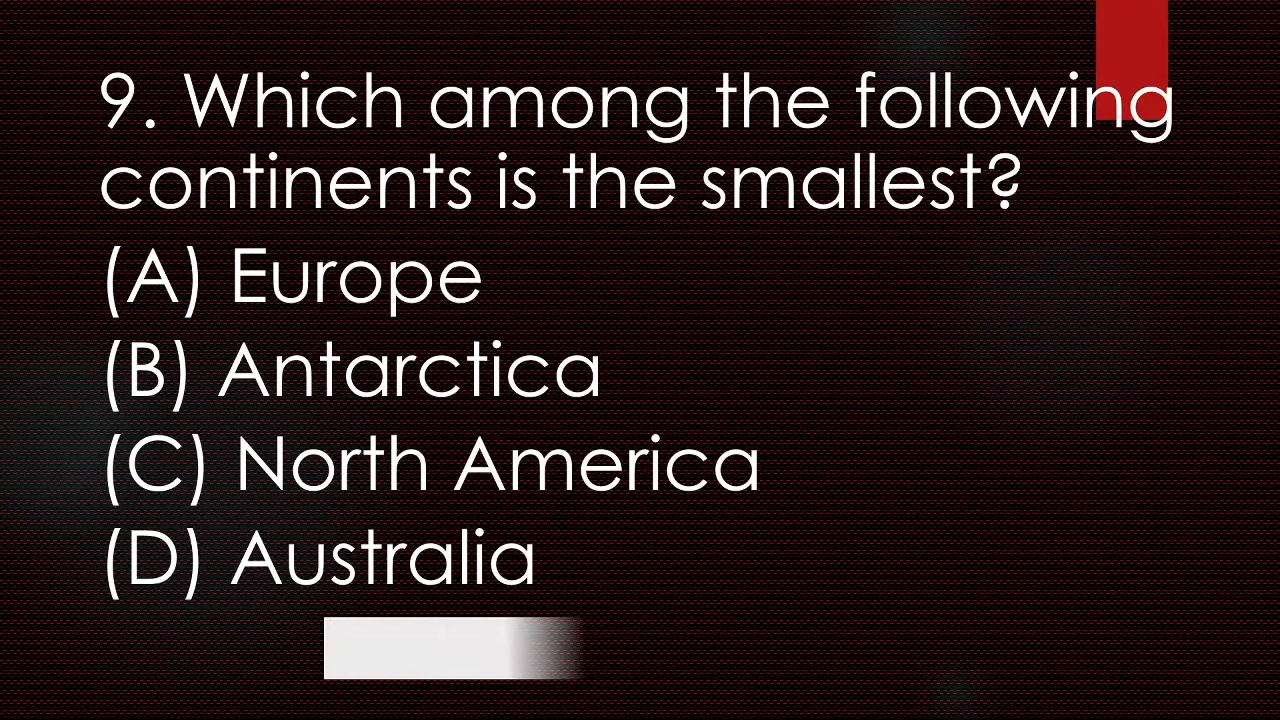 9. Which among the following
continents is the smallest?
(A) Europe
(B) Antarctica
(C) North America
(D) Australia